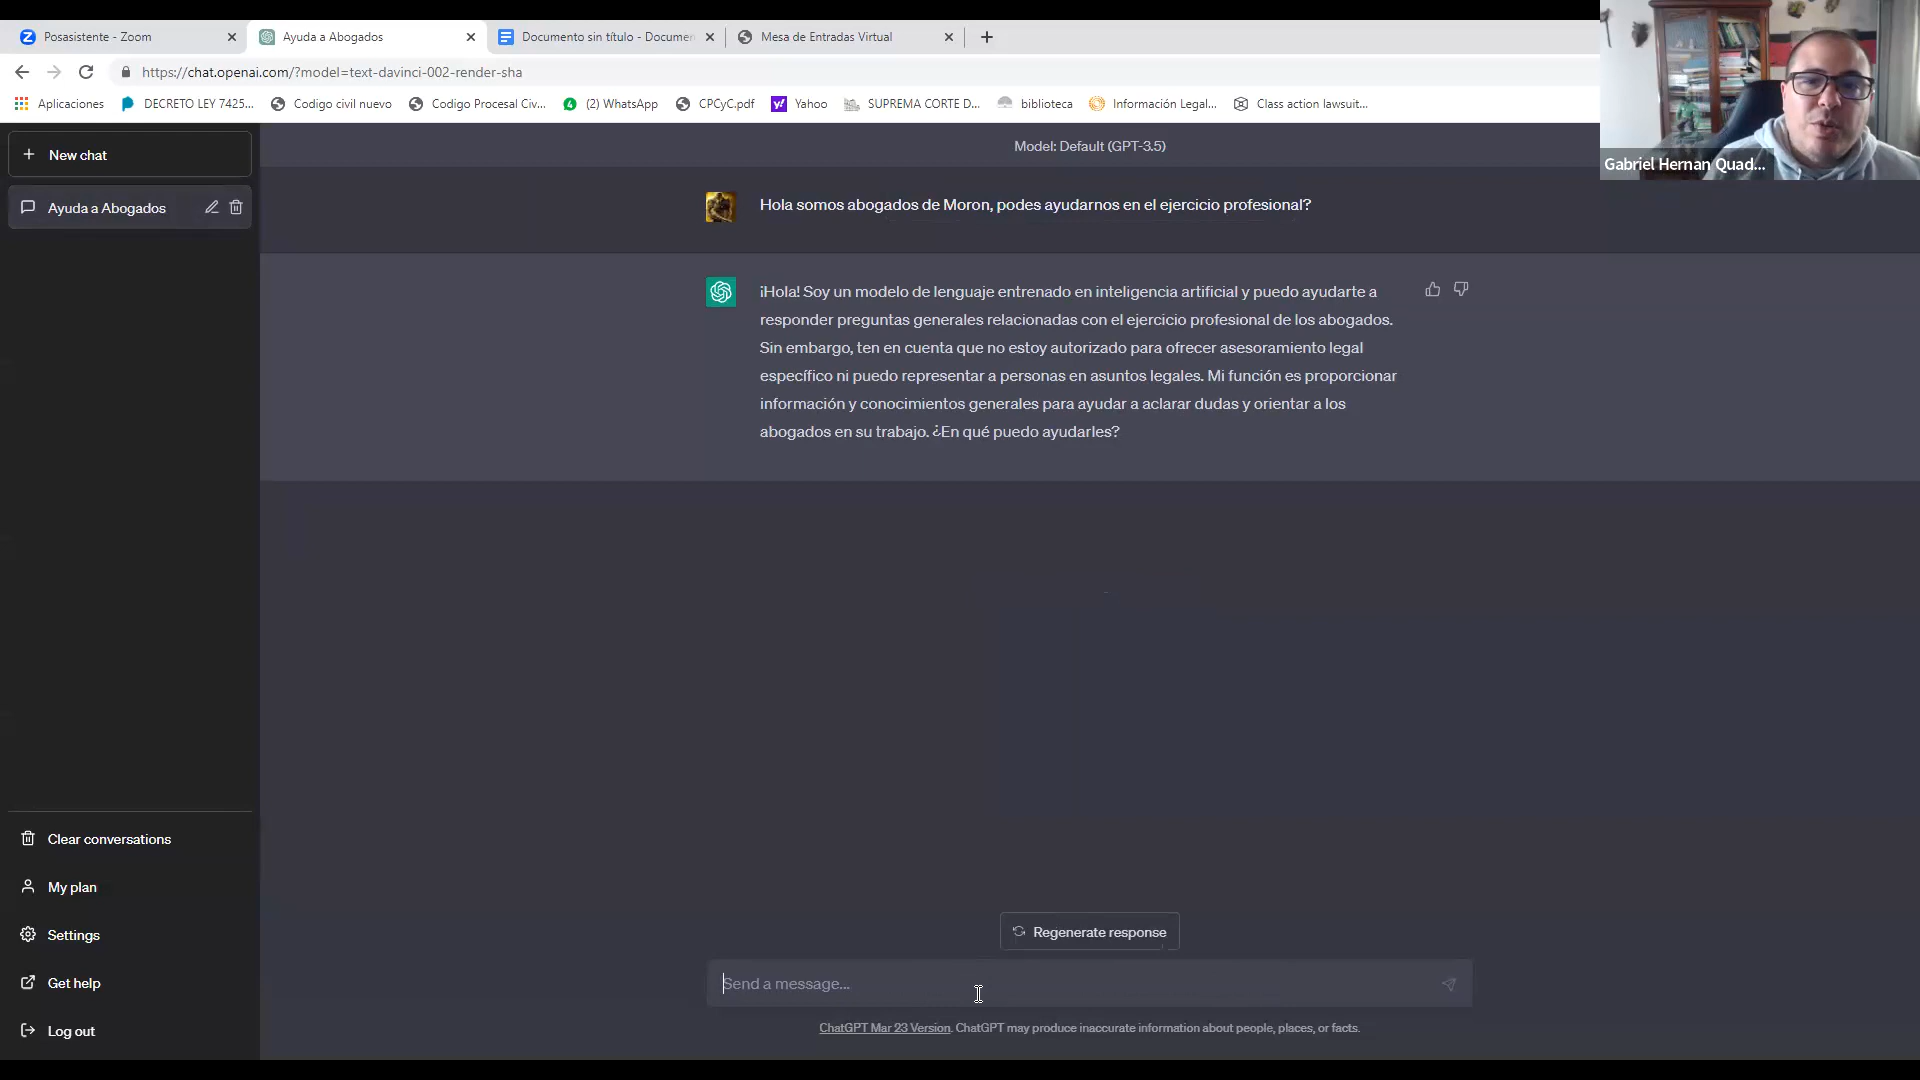 Posasistente - Zoom
Ayuda a Abogados
Documento sin título - Documen
Mesa de Entradas Virtual
https://chat.openai.com/?model=text-davinci-002-render-sha
Aplicaciones
DECRETO LEY 7425...
Codigo civil nuevo
Codigo Procesal Civ...
(2) WhatsApp
CPCyC.pdf
Yahoo
SUPREMA CORTE D...
biblioteca
Información Legal...
Class action lawsuit...
Gabriel Hernan Quad...
New chat
Ayuda a Abogados
Model: Default (GPT-3.5)
Hola somos abogados de Moron, podes ayudarnos en el ejercicio profesional?
¡Hola! Soy un modelo de lenguaje entrenado en inteligencia artificial y puedo ayudarte a
responder preguntas generales relacionadas con el ejercicio profesional de los abogados.
Sin embargo, ten en cuenta que no estoy autorizado para ofrecer asesoramiento legal
específico ni puedo representar a personas en asuntos legales. Mi función es proporcionar
información y conocimientos generales para ayudar a aclarar dudas y orientar a los
abogados en su trabajo. ¿En qué puedo ayudarles?
Clear conversations
My plan
Settings
Get help
Log out
Regenerate response
Send a message...
ChatGPT Mar 23 Version. ChatGPT may produce inaccurate information about people, places, or facts.